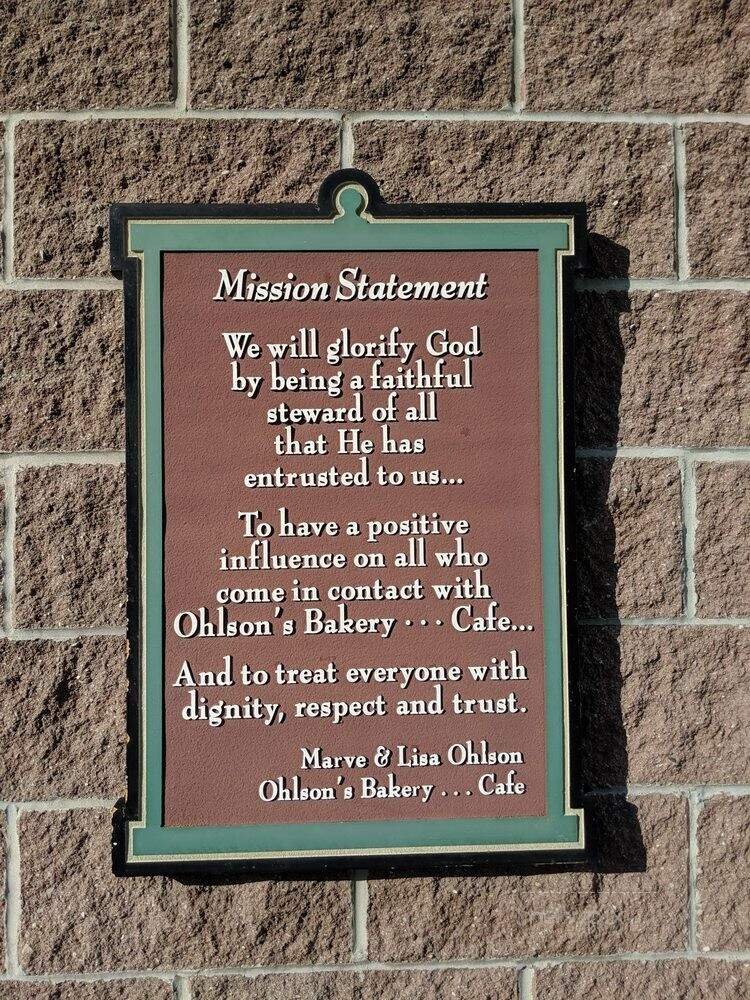 Mission Statement
We will glorify God
by being a faithful
steward of all
that He has
entrusted to us...
To have a positive
influence on all who
come in contact with
Ohlson's Bakery ... Cafe...
And to treat everyone with
dignity, respect and trust.
Marve & Lisa Ohlson
Ohlson's Bakery ... Cafe